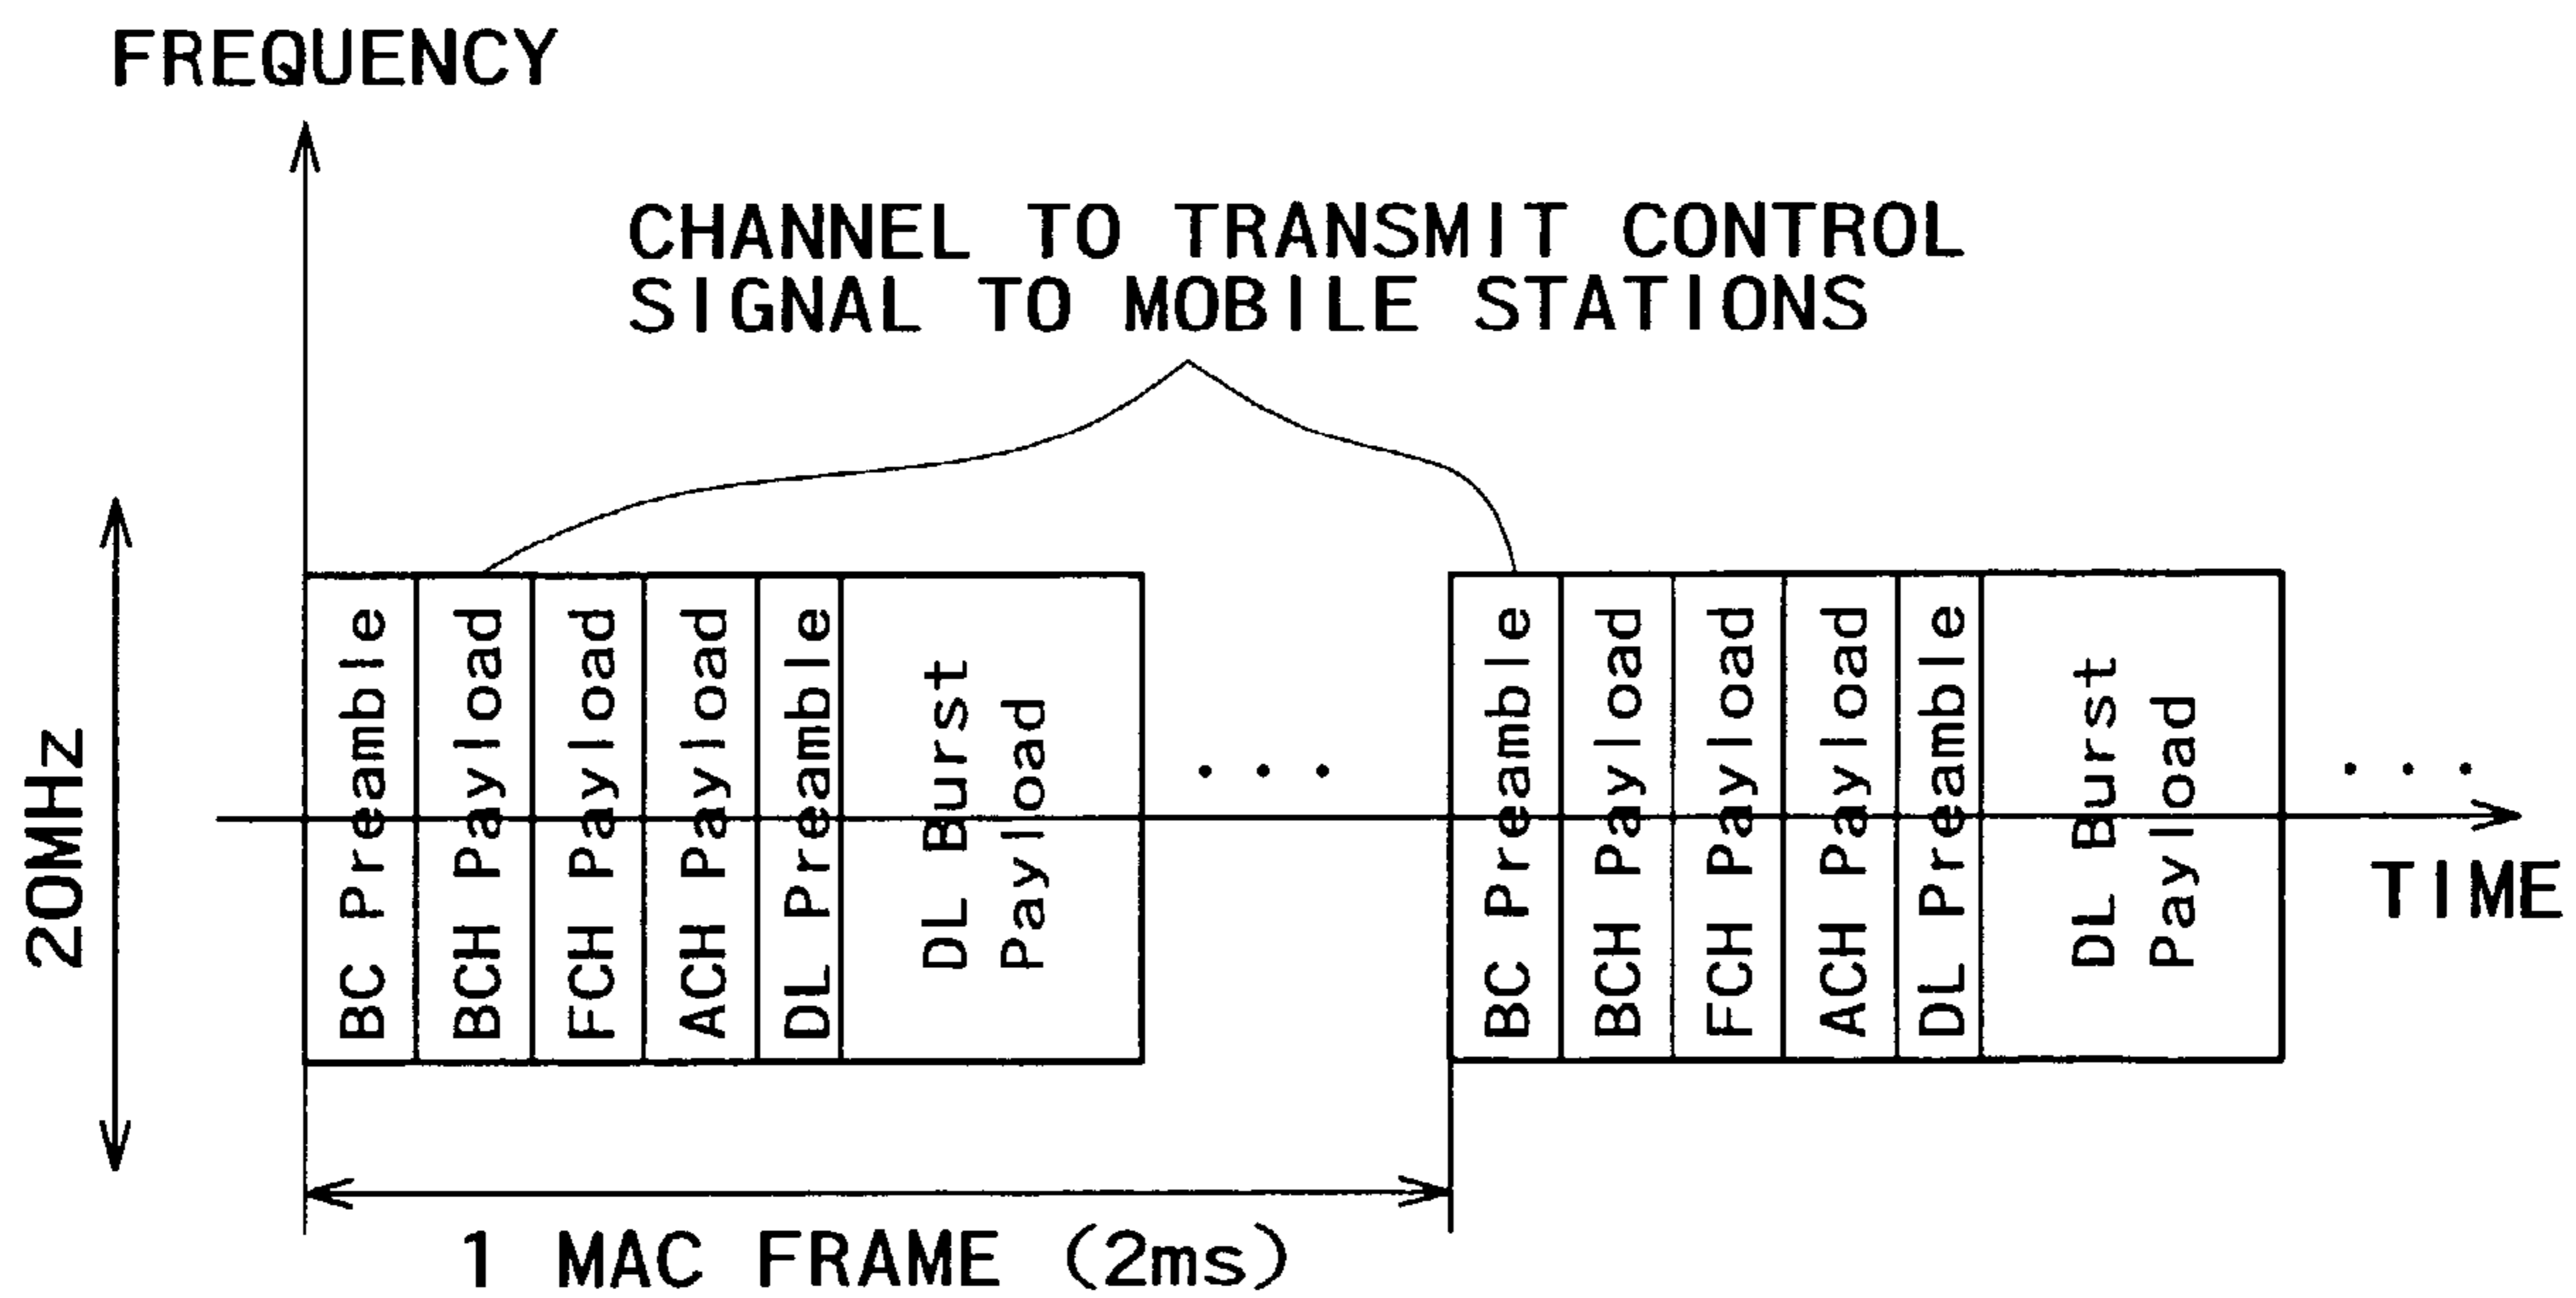 FREQUENCY
CHANNEL TO TRANSMIT CONTROL
SIGNAL TO MOBILE STATIONS
20MHz
BC Preamble
BCH Payload
FCH Payload
ACH Payload
DL Preamble
DL Burst
Payload
• • •
BC Preamble
BCH Payload
FCH Payload
ACH Payload
DL Preamble
DL Burst
Payload
• • •
TIME
1 MAC FRAME (2ms)